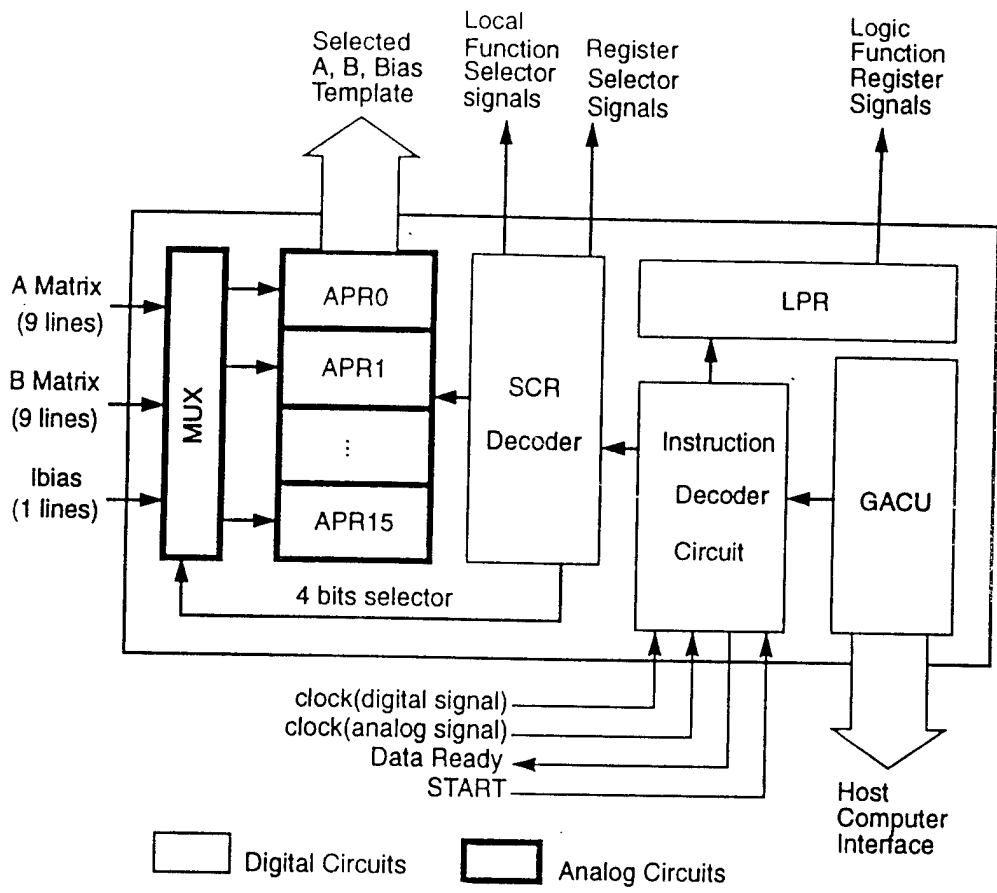 Selected
A, B, Bias
Template
Local
Function
Selector
signals
Register
Selector
Signals
Logic
Function
Register
Signals
A Matrix
(9 lines)
B Matrix
(9 lines)
Ibias
(1 lines)
MUX
APR0
APR1
...
APR15
SCR
Decoder
LPR
Instruction
Decoder
Circuit
GACU
4 bits selector
clock(digital signal)
clock(analog signal)
Data Ready
START
Host
Computer
Interface
Digital Circuits
Analog Circuits